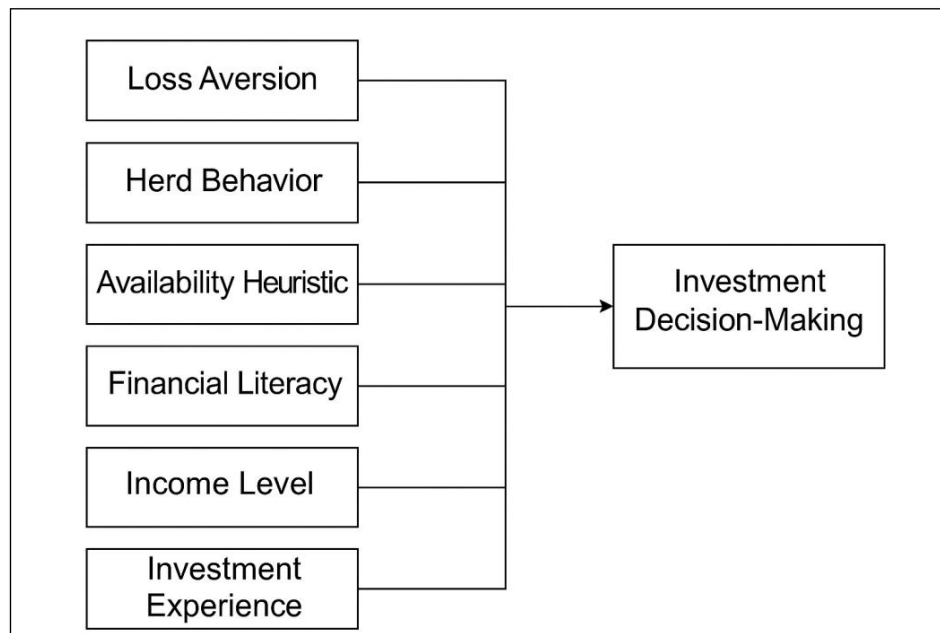 Loss Aversion
Herd Behavior
Availability Heuristic
Financial Literacy
Income Level
Investment
Experience
Investment
Decision-Making